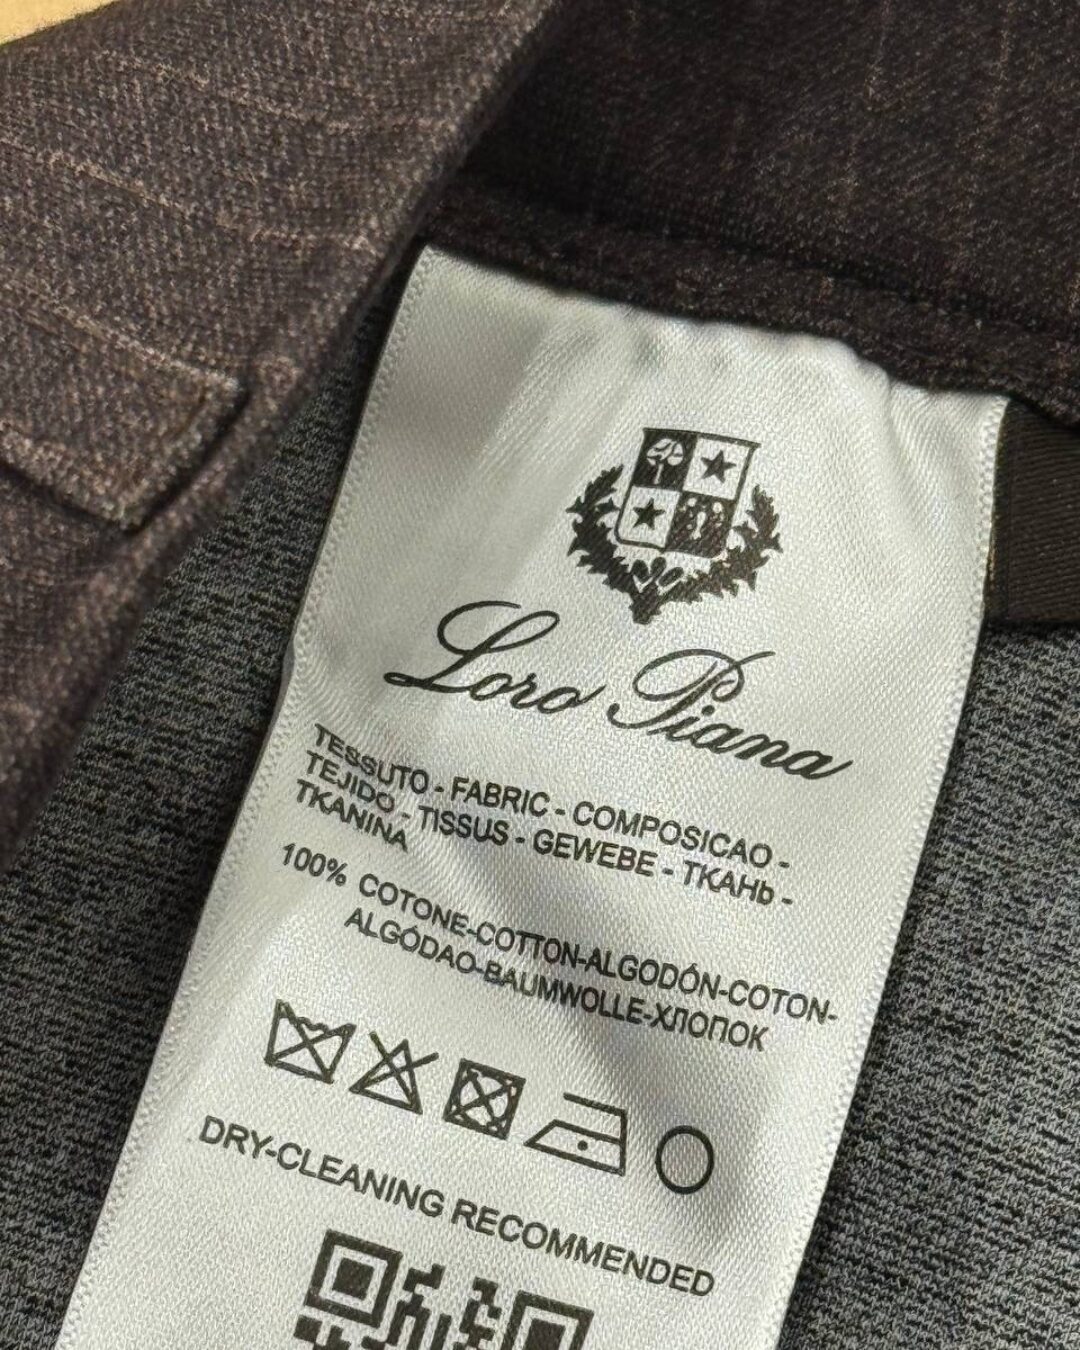 Loro Piana
TESSUTO - FABRIC - COMPOSICAO -
TEJIDO - TISSUS - GEWEBE - ТКАНЬ -
TKANINA
100% COTONE-COTTON-ALGODÓN-COTON-
ALGÓDAO-BAUMWOLLE-ХЛОПОК
DRY-CLEANING RECOMMENDED